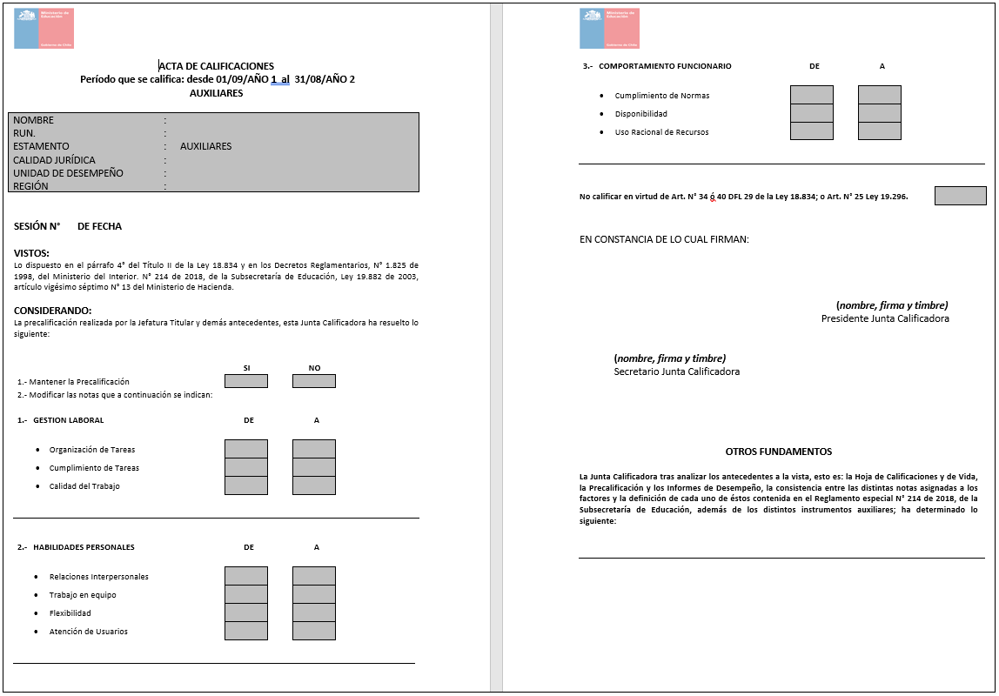 Ministerio de
Educación
Gobierno de Chile
ACTA DE CALIFICACIONES
Período que se califica: desde 01/09/AÑO 1 al 31/08/AÑO 2
AUXILIARES
NOMBRE :
RUN. :
ESTAMENTO : AUXILIARES
CALIDAD JURÍDICA :
UNIDAD DE DESEMPEÑO :
REGIÓN :
SESIÓN N° DE FECHA
VISTOS:
Lo dispuesto en el párrafo 4° del Título II de la Ley 18.834 y en los Decretos Reglamentarios, N° 1.825 de
1998, del Ministerio del Interior. N° 214 de 2018, de la Subsecretaría de Educación, Ley 19.882 de 2003,
artículo vigésimo séptimo N° 13 del Ministerio de Hacienda.
CONSIDERANDO:
La precalificación realizada por la Jefatura Titular y demás antecedentes, esta Junta Calificadora ha resuelto lo
siguiente:
SI NO
1.- Mantener la Precalificación
2.- Modificar las notas que a continuación se indican:
1.- GESTION LABORAL DE A
• Organización de Tareas
• Cumplimiento de Tareas
• Calidad del Trabajo
2.- HABILIDADES PERSONALES DE A
• Relaciones Interpersonales
• Trabajo en equipo
• Flexibilidad
• Atención de Usuarios
Ministerio de
Educación
Gobierno de Chile
3.- COMPORTAMIENTO FUNCIONARIO DE A
• Cumplimiento de Normas
• Disponibilidad
• Uso Racional de Recursos
No calificar en virtud de Art. N° 34 ó 40 DFL 29 de la Ley 18.834; o Art. N° 25 Ley 19.296.
EN CONSTANCIA DE LO CUAL FIRMAN:
(nombre, firma y timbre)
Presidente Junta Calificadora
(nombre, firma y timbre)
Secretario Junta Calificadora
OTROS FUNDAMENTOS
La Junta Calificadora tras analizar los antecedentes a la vista, esto es: la Hoja de Calificaciones y de Vida,
la Precalificación y los Informes de Desempeño, la consistencia entre las distintas notas asignadas a los
factores y la definición de cada uno de éstos contenida en el Reglamento especial N° 214 de 2018, de la
Subsecretaría de Educación, además de los distintos instrumentos auxiliares; ha determinado lo
siguiente: